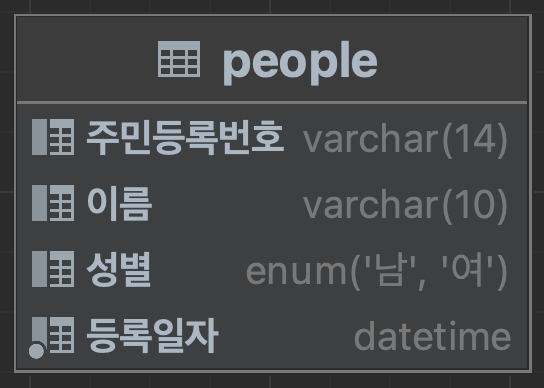 people
주민등록번호 varchar(14)
이름 varchar(10)
성별 enum('남', '여')
등록일자 datetime